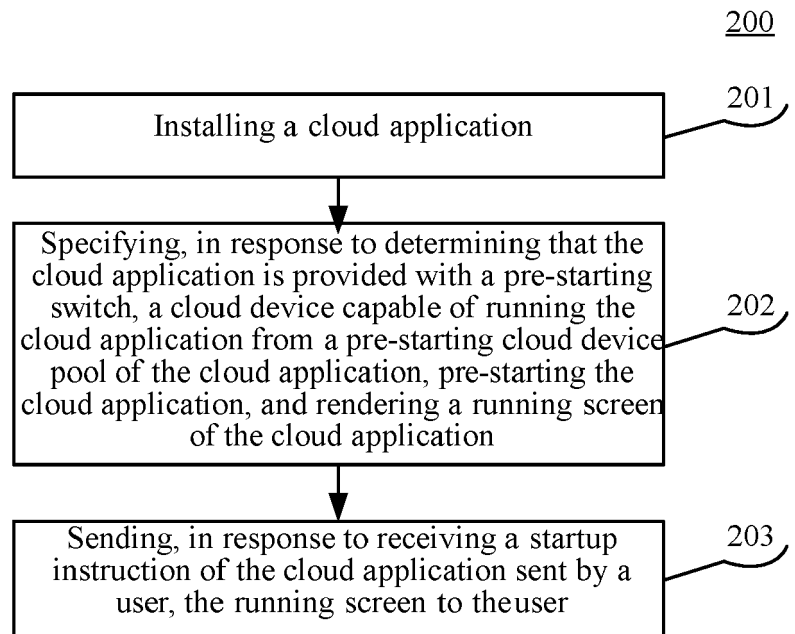 200
201
Installing a cloud application
Specifying, in response to determining that the
cloud application is provided with a pre-starting
switch, a cloud device capable of running the
cloud application from a pre-starting cloud device
pool of the cloud application, pre-starting the
cloud application, and rendering a running screen
of the cloud application
202
Sending, in response to receiving a startup
instruction of the cloud application sent by a
user, the running screen to theuser
203